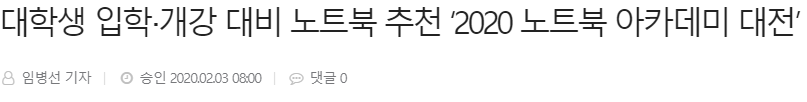 대학생 입학·개강 대비 노트북 추천 ‘2020 노트북 아카데미 대전’
임병선 기자 | 승인 2020.02.03 08:00 | 댓글 0